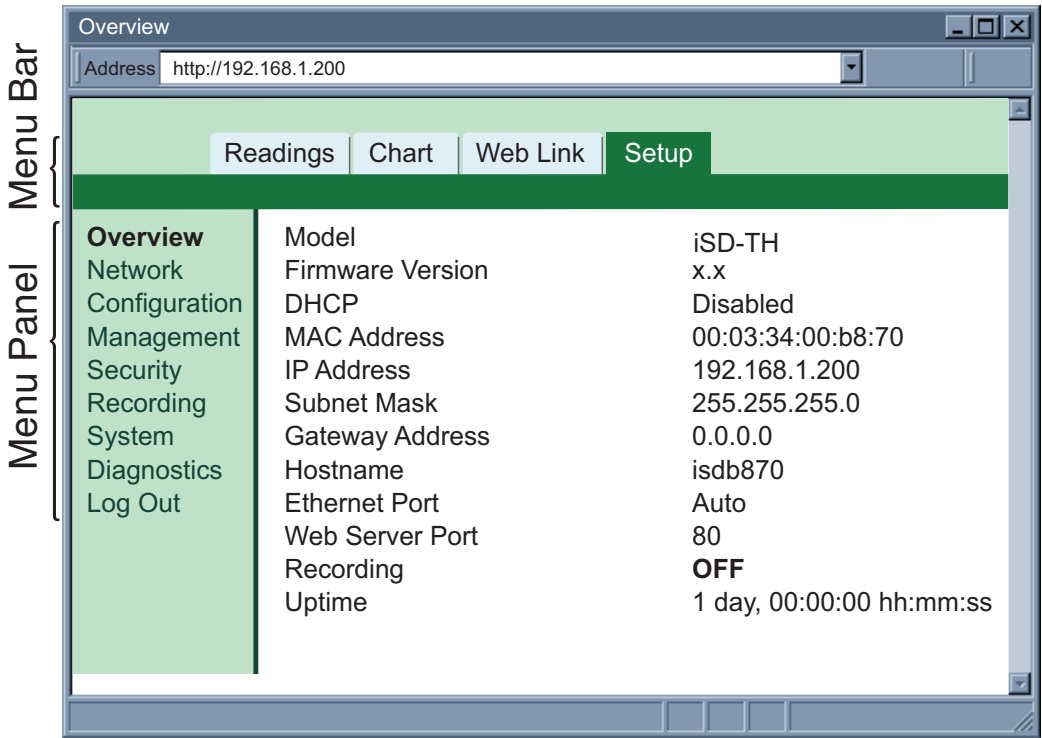 Overview
Address http://192.168.1.200
Menu Bar
Readings Chart Web Link Setup
Menu Panel
Overview
Network
Configuration
Management
Security
Recording
System
Diagnostics
Log Out
Model iSD-TH
Firmware Version x.x
DHCP Disabled
MAC Address 00:03:34:00:b8:70
IP Address 192.168.1.200
Subnet Mask 255.255.255.0
Gateway Address 0.0.0.0
Hostname isdb870
Ethernet Port Auto
Web Server Port 80
Recording OFF
Uptime 1 day, 00:00:00 hh:mm:ss